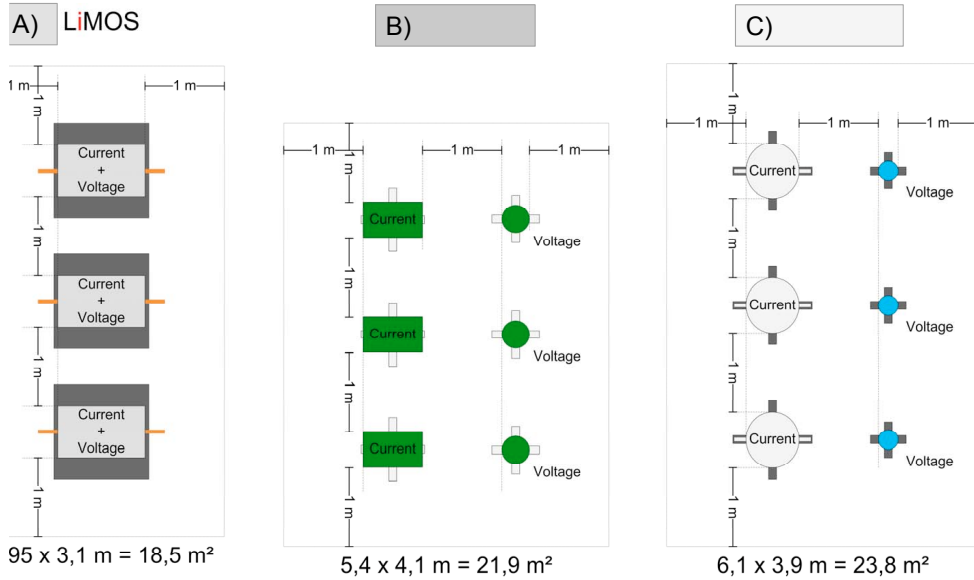 A) LiMOS
B)
C)
1 m
1 m
1 m
Current
+
Voltage
1 m
Current
+
Voltage
1 m
Current
+
Voltage
1 m
95 x 3,1 m = 18,5 m²
1 m
1 m
1 m
1 m
Current
Voltage
1 m
Current
Voltage
1 m
Current
Voltage
1 m
5,4 x 4,1 m = 21,9 m²
1 m
1 m
1 m
1 m
Current
Voltage
1 m
Current
Voltage
1 m
Current
Voltage
1 m
6,1 x 3,9 m = 23,8 m²